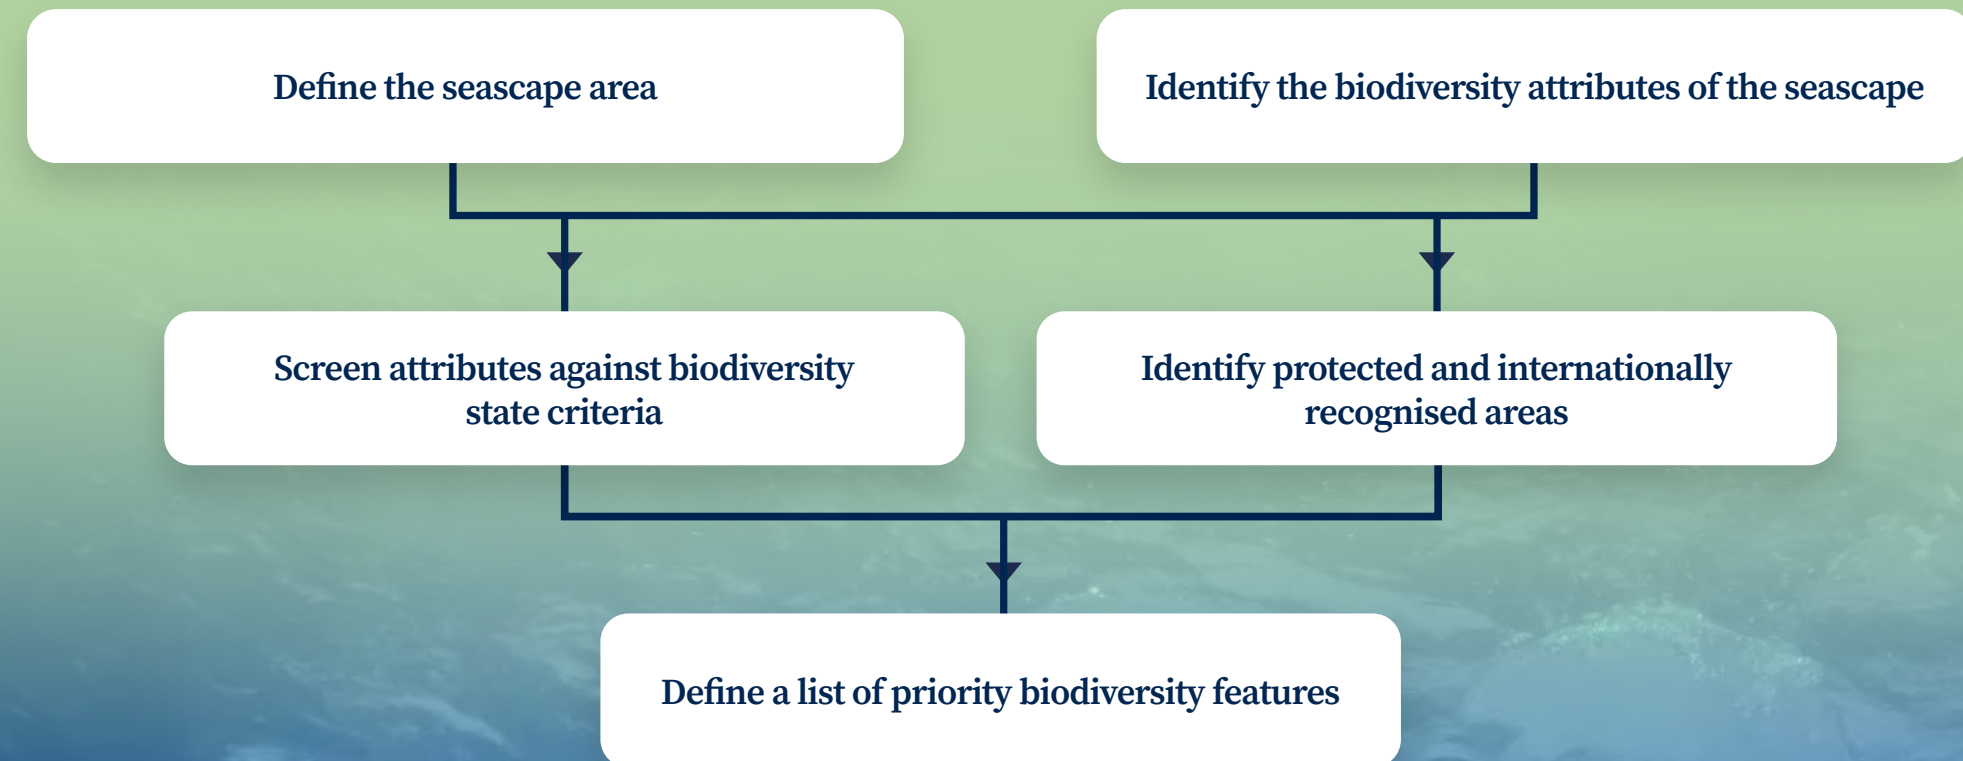 Define the seascape area
Identify the biodiversity attributes of the seascape
Screen attributes against biodiversity
state criteria
Identify protected and internationally
recognised areas
Define a list of priority biodiversity features